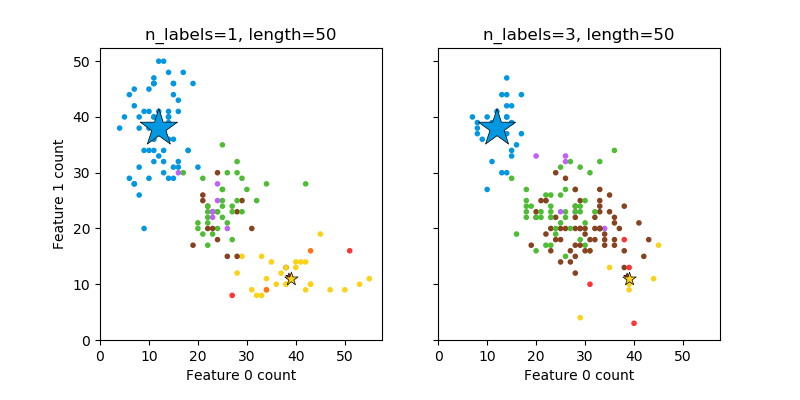 n_labels=1, length=50
n_labels=3, length=50
50
40
30
20
10
0
Feature 1 count
0 10 20 30 40 50
0 10 20 30 40 50
Feature 0 count
Feature 0 count